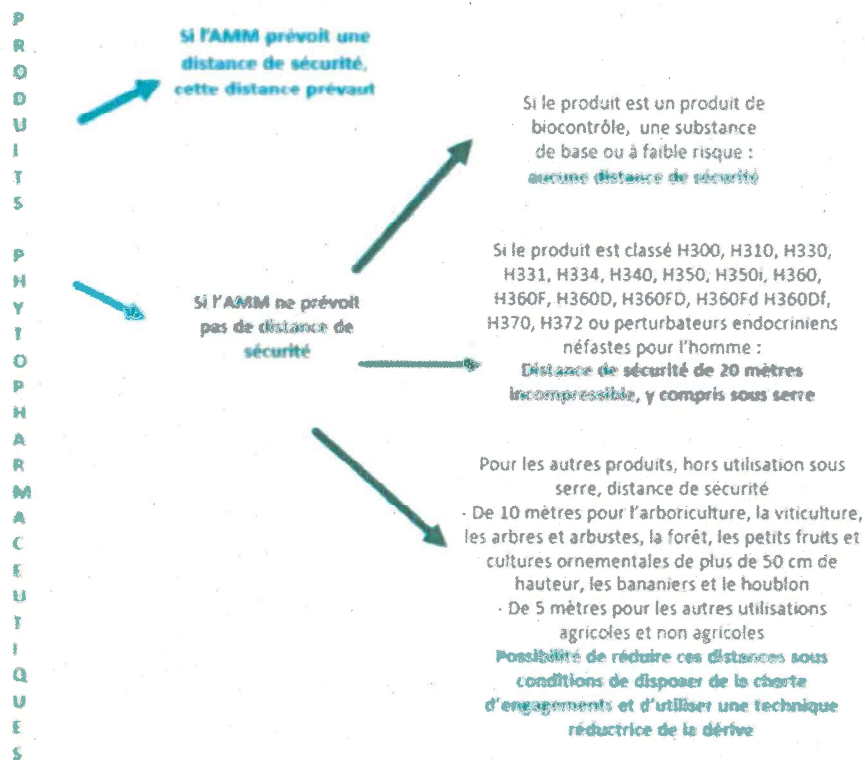 PRODUITS PHYTOPHARMACEUTIQUES
Si l'AMM prévoit une
distance de sécurité,
cette distance prévaut
Si l'AMM ne prévoit
pas de distance de
sécurité
Si le produit est un produit de
biocontrôle, une substance
de base ou à faible risque :
aucune distance de sécurité
Si le produit est classé H300, H310, H330,
H331, H334, H340, H350, H350i, H360,
H360F, H360D, H360FD, H360Fd H360Df,
H370, H372 ou perturbateurs endocriniens
néfastes pour l'homme :
Distance de sécurité de 20 mètres
incompressible, y compris sous serre
Pour les autres produits, hors utilisation sous
serre, distance de sécurité
- De 10 mètres pour l'arboriculture, la viticulture,
les arbres et arbustes, la forêt, les petits fruits et
cultures ornementales de plus de 50 cm de
hauteur, les bananiers et le houblon
- De 5 mètres pour les autres utilisations
agricoles et non agricoles
Possibilité de réduire ces distances sous
conditions de disposer de la charte
d'engagements et d'utiliser une technique
réductrice de la dérive